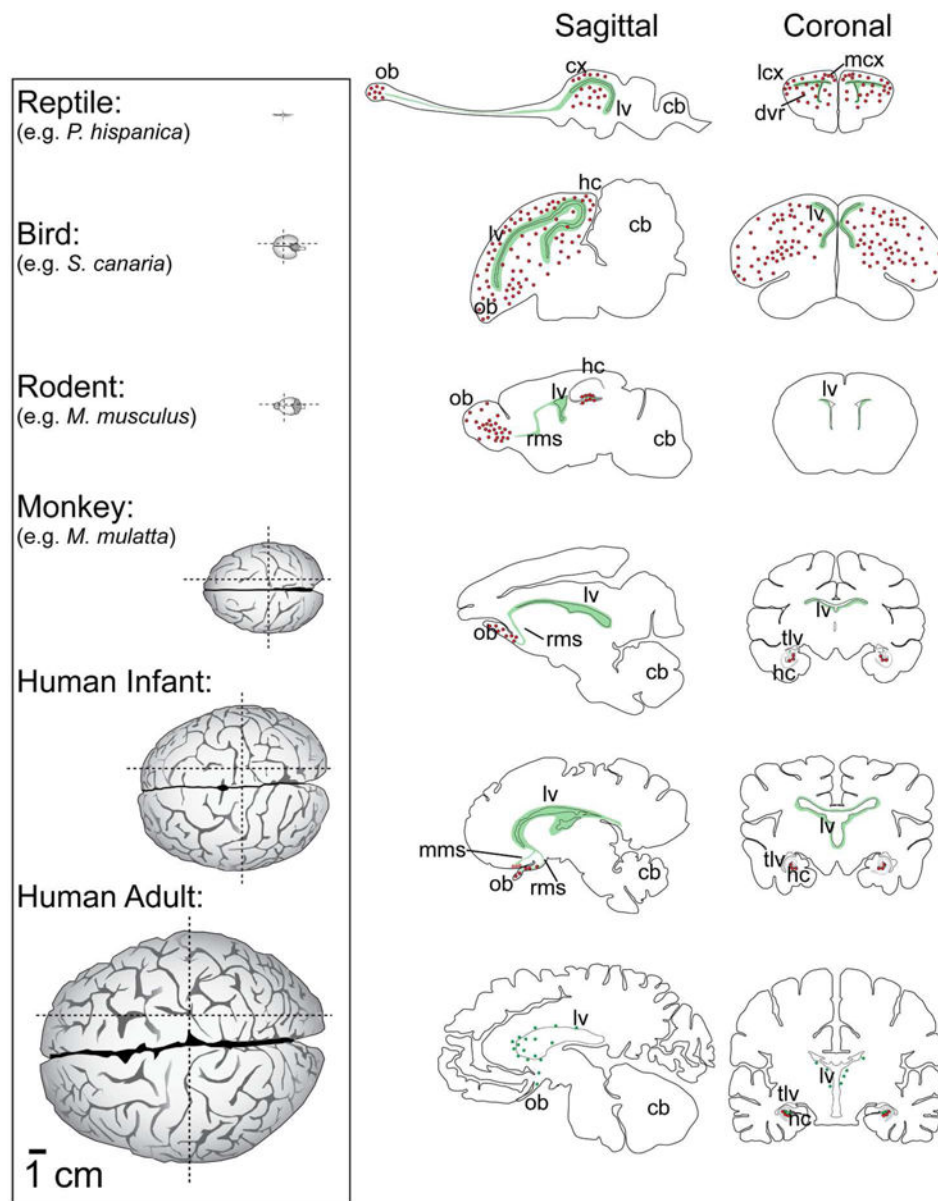 Sagittal Coronal
Reptile:
(e.g. P. hispanica)
ob cx lv cb
lcx mcx dvr
Bird:
(e.g. S. canaria)
hc lv cb ob
lv
Rodent:
(e.g. M. musculus)
hc ob lv rms cb
lv
Monkey:
(e.g. M. mulatta)
lv ob rms cb
lv tlv hc
Human Infant:
lv mms ob rms cb
lv tlv hc
Human Adult:
lv ob cb
lv tlv hc
1 cm